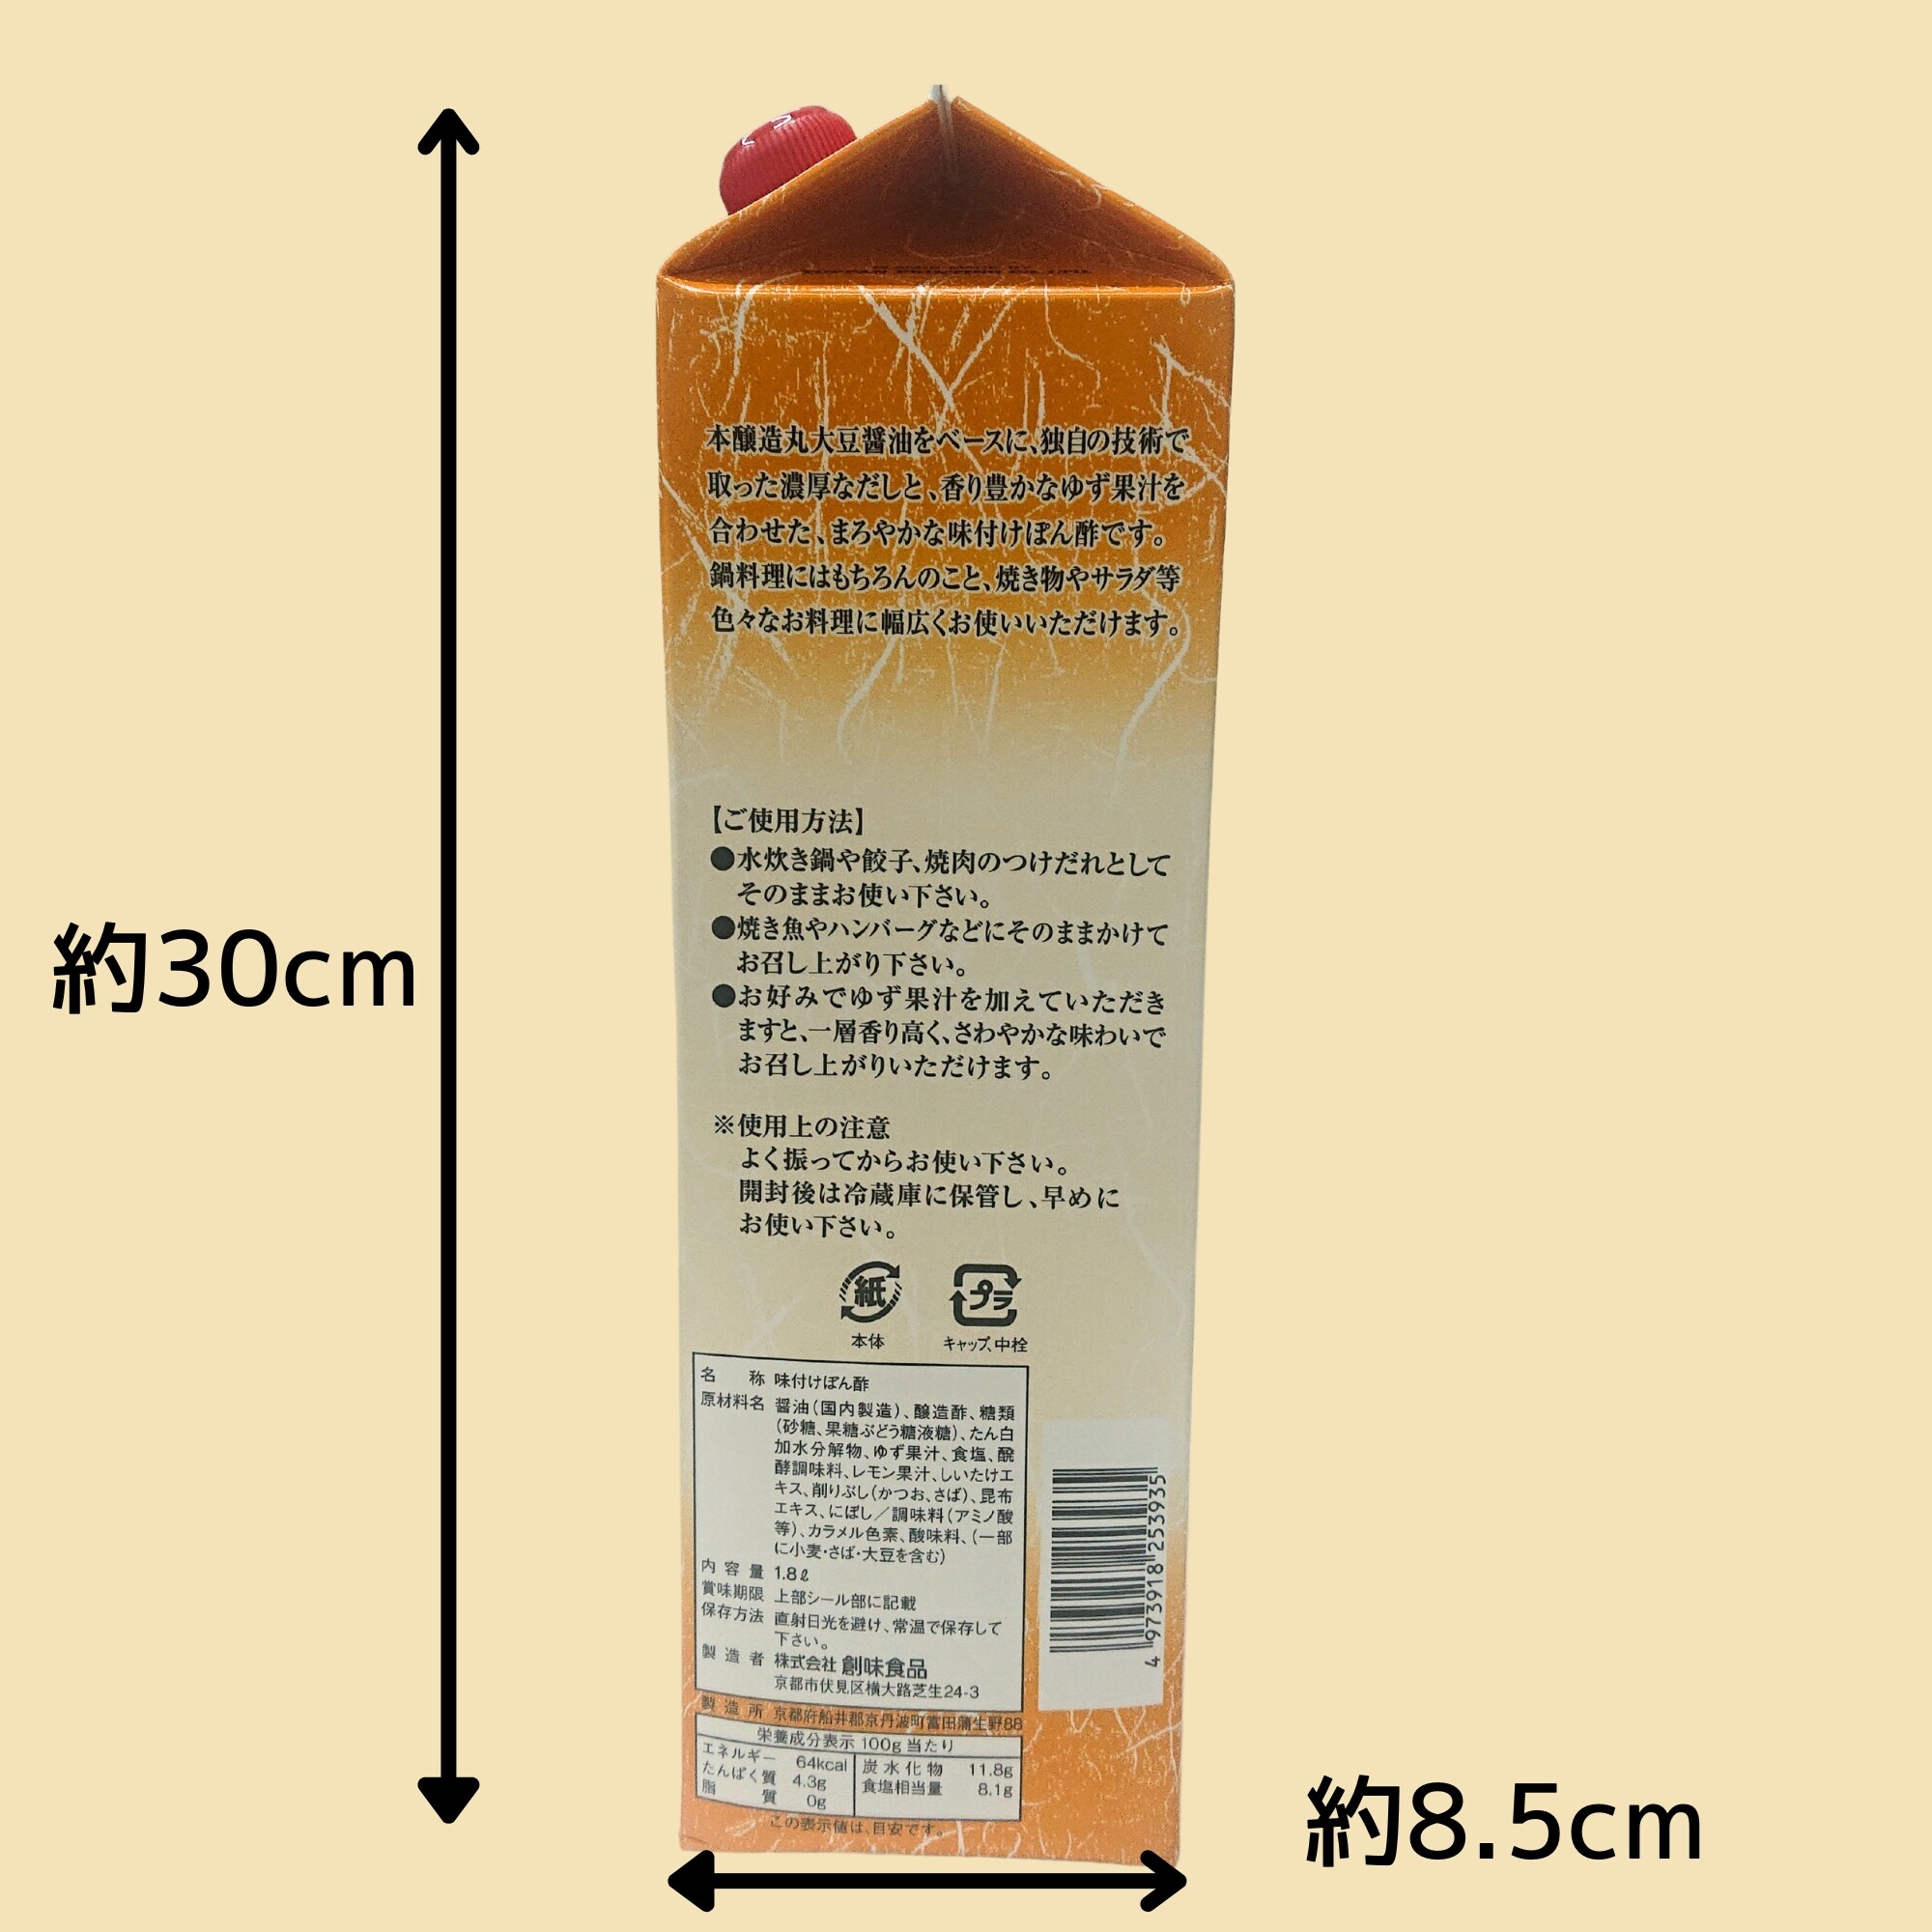 本醸造丸大豆醤油をベースに、独自の技術で
取った濃厚なだしと、香り豊かなゆず果汁を
合わせた、まろやかな味付けぽん酢です。
鍋料理にはもちろんのこと、焼き物やサラダ等
色々なお料理に幅広くお使いいただけます。
【ご使用方法】
●水炊き鍋や餃子、焼肉のつけだれとして
そのままお使い下さい。
●焼き魚やハンバーグなどにそのままかけて
お召し上がり下さい。
●お好みでゆず果汁を加えていただき
ますと、一層香り高く、さわやかな味わいで
お召し上がりいただけます。
※使用上の注意
よく振ってからお使い下さい。
開封後は冷蔵庫に保管し、早めに
お使い下さい。
紙 プラ
本体 キャップ、中栓
名称 味付けぽん酢
原材料名 醤油(国内製造)、醸造酢、糖類
(砂糖、果糖ぶどう糖液糖)、たん白
加水分解物、ゆず果汁、食塩、醗
酵調味料、レモン果汁、しいたけエ
キス、削りぶし(かつお、さば)、昆布
エキス、にぼし/調味料(アミノ酸
等)、カラメル色素、酸味料、(一部
に小麦・さば・大豆を含む)
内容量 1.8ℓ
賞味期限 上部シール部に記載
保存方法 直射日光を避け、常温で保存して
下さい。
製造者 株式会社 創味食品
京都市伏見区横大路芝生24-3
製造所 京都府船井郡京丹波町富田蒲生野88
栄養成分表示 100g当たり
エネルギー 64kcal 炭水化物 11.8g
たんぱく質 4.3g 食塩相当量 8.1g
脂質 0g
この表示値は、目安です。
4 973918 253935
約30cm
約8.5cm